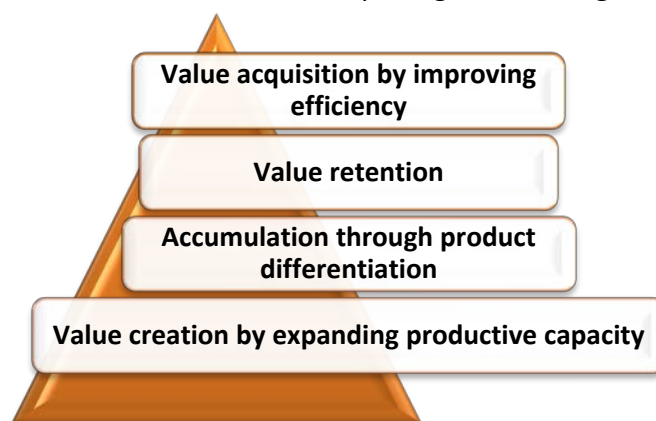 Value acquisition by improving
efficiency
Value retention
Accumulation through product
differentiation
Value creation by expanding productive capacity